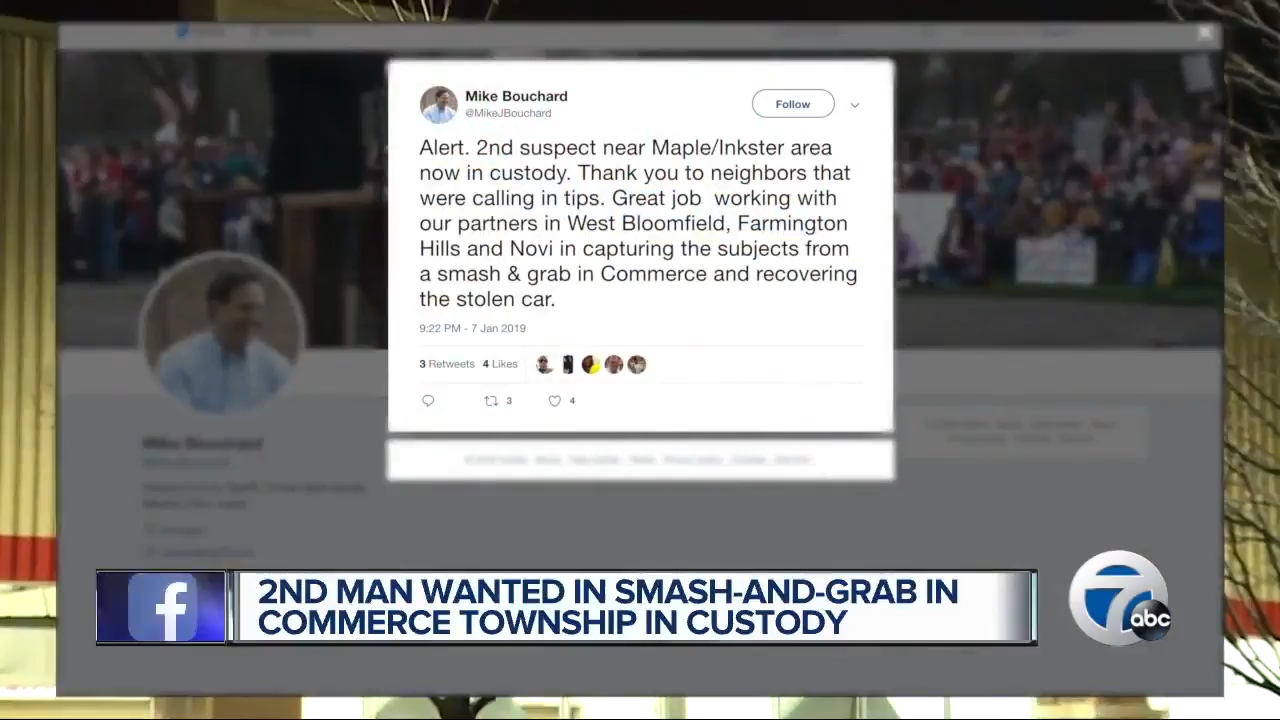 Mike Bouchard
@MikeJBouchard
Follow
Alert. 2nd suspect near Maple/Inkster area
now in custody. Thank you to neighbors that
were calling in tips. Great job working with
our partners in West Bloomfield, Farmington
Hills and Novi in capturing the subjects from
a smash & grab in Commerce and recovering
the stolen car.
9:22 PM - 7 Jan 2019
3 Retweets 4 Likes
3 4
Mike Bouchard
2ND MAN WANTED IN SMASH-AND-GRAB IN
COMMERCE TOWNSHIP IN CUSTODY
7 abc